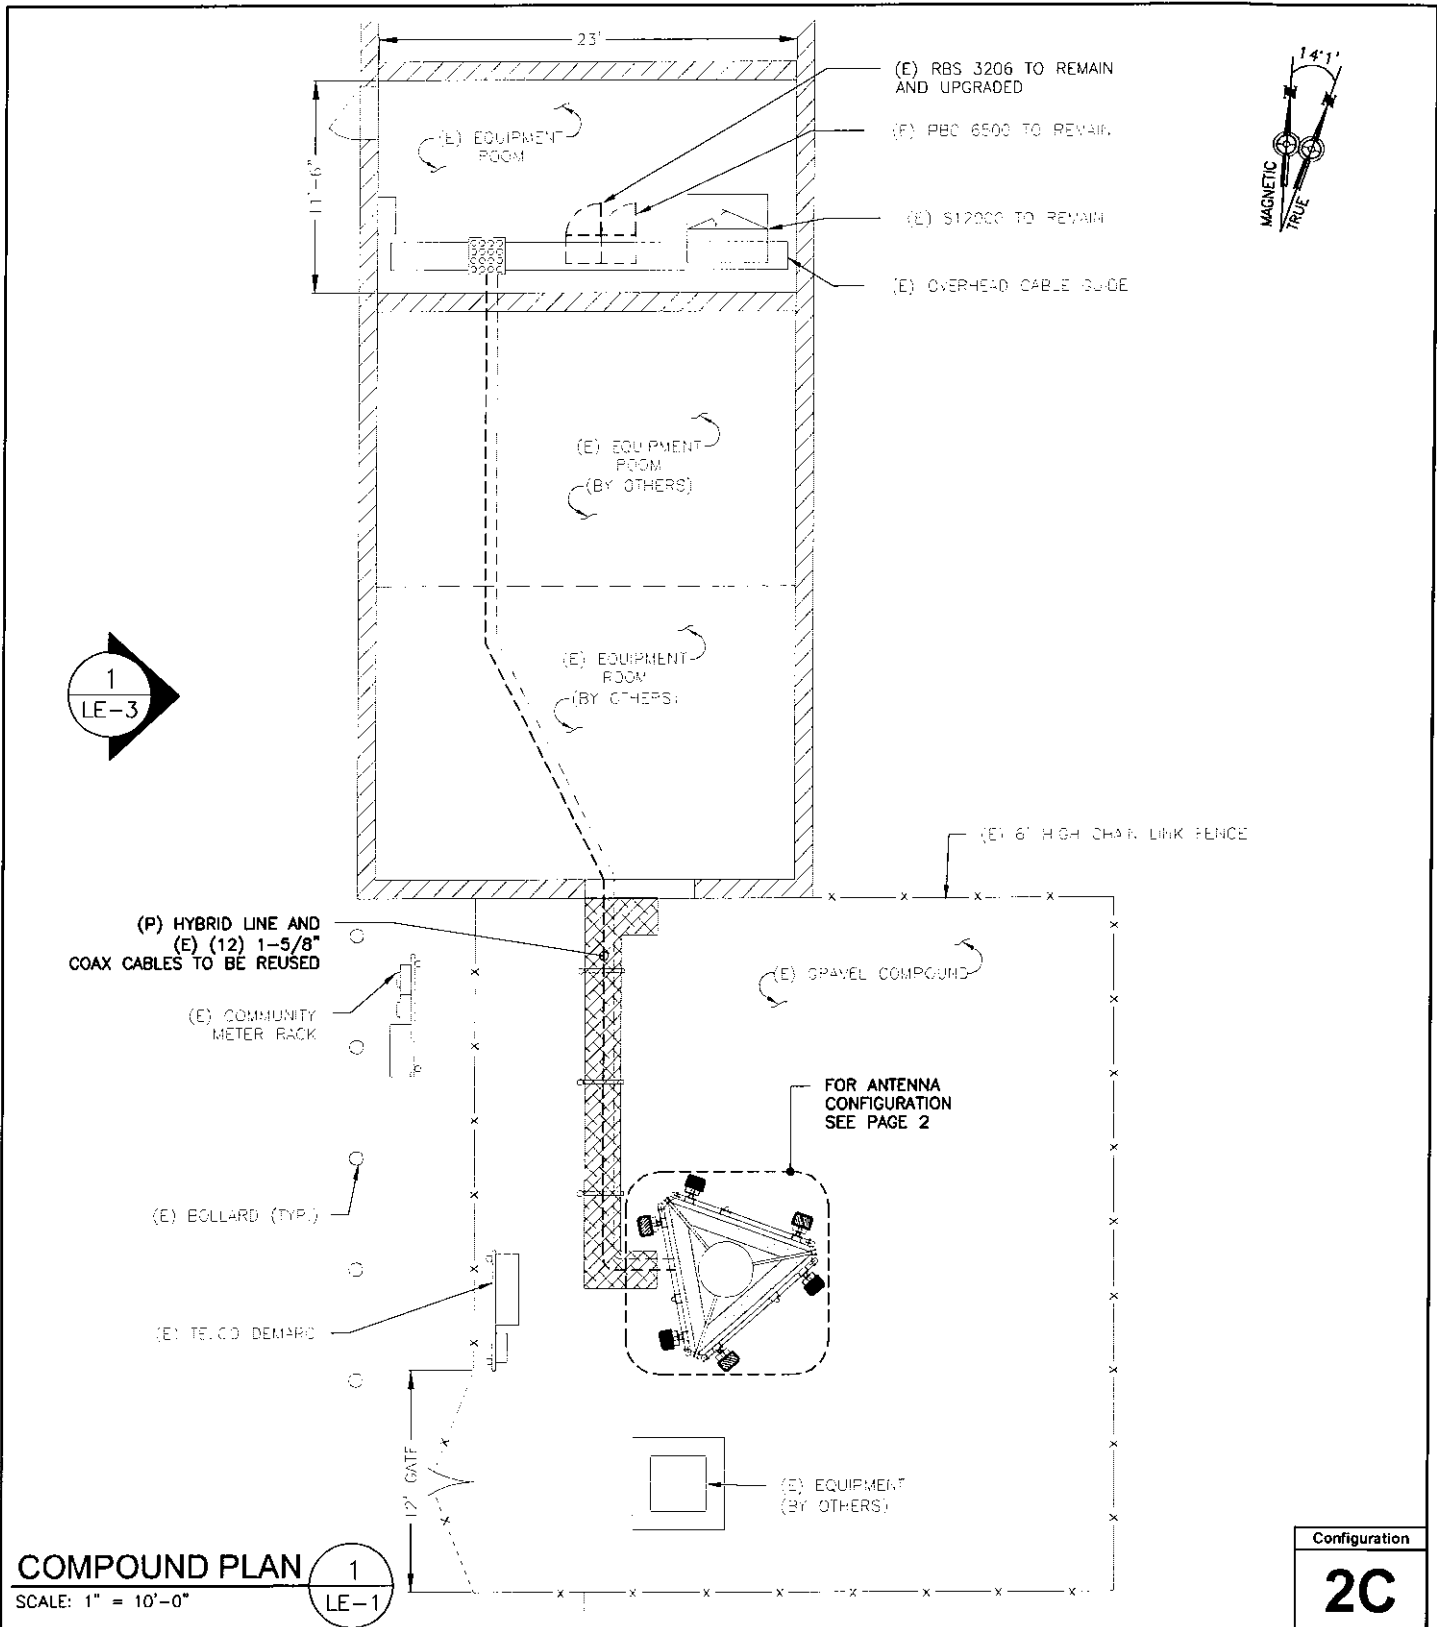 23'
14°1'
(E) RBS 3206 TO REMAIN
AND UPGRADED
(E) PBC 6500 TO REMAIN
(E) EQUIPMENT
ROOM
11'-6"
MAGNETIC
TRUE
(E) S12000 TO REMAIN
(E) OVERHEAD CABLE GUIDE
(E) EQUIPMENT
ROOM
(BY OTHERS)
(E) EQUIPMENT
ROOM
(BY OTHERS)
1
LE-3
(E) 6' HIGH CHAIN LINK FENCE
(P) HYBRID LINE AND
(E) (12) 1-5/8"
COAX CABLES TO BE REUSED
(E) GRAVEL COMPOUND
(E) COMMUNITY
METER RACK
FOR ANTENNA
CONFIGURATION
SEE PAGE 2
(E) BOLLARD (TYP.)
(E) TELCO DEMARC
12' GATE
(E) EQUIPMENT
(BY OTHERS)
COMPOUND PLAN
SCALE: 1" = 10'-0"
1
LE-1
Configuration
2C